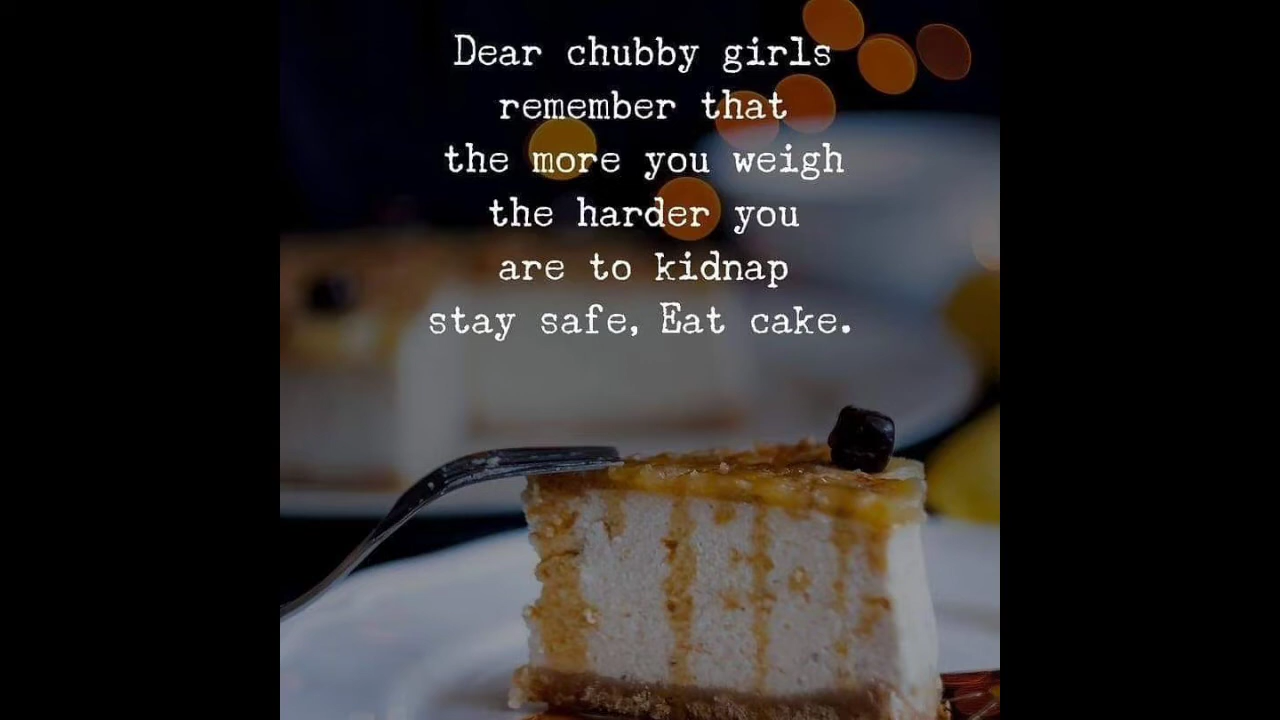 Dear chubby girls
remember that
the more you weigh
the harder you
are to kidnap
stay safe, Eat cake.